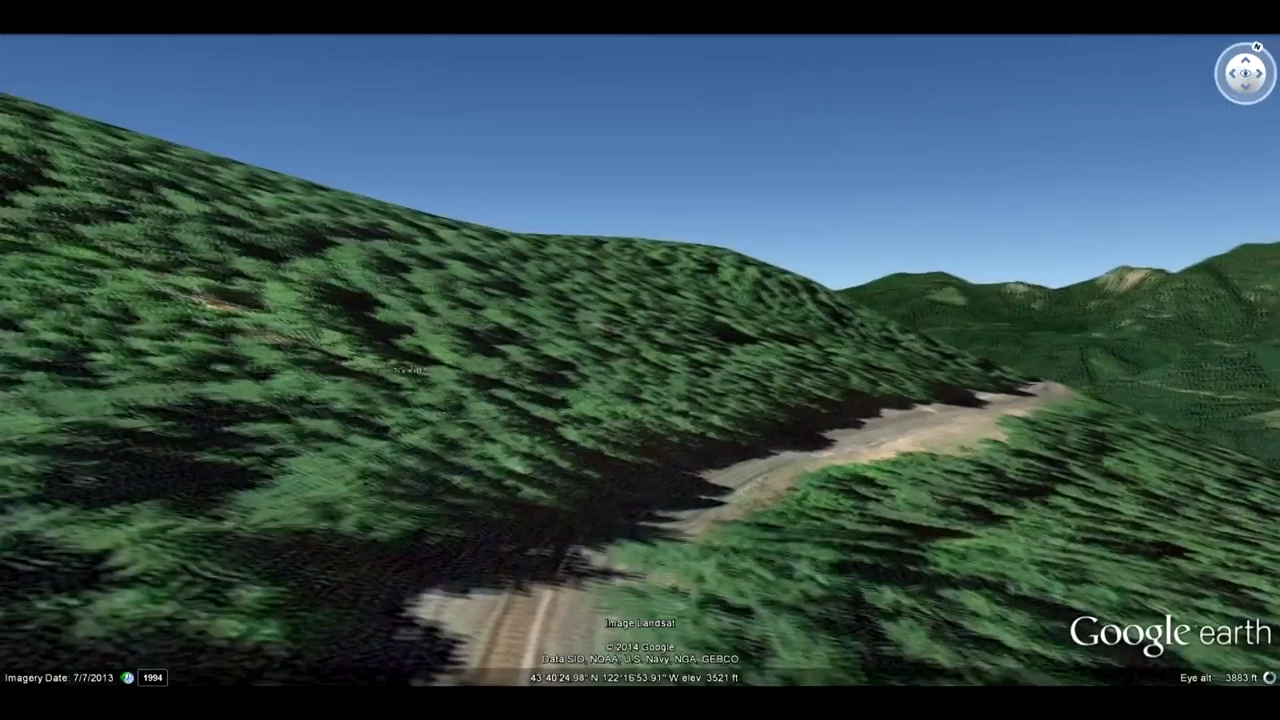 N
Image Landsat
© 2014 Google
Data SIO, NOAA, U.S. Navy, NGA, GEBCO
Google earth
Imagery Date: 7/7/2013 1994
43°40'24.98" N 122°16'53.91" W elev 3521 ft
Eye alt 3883 ft